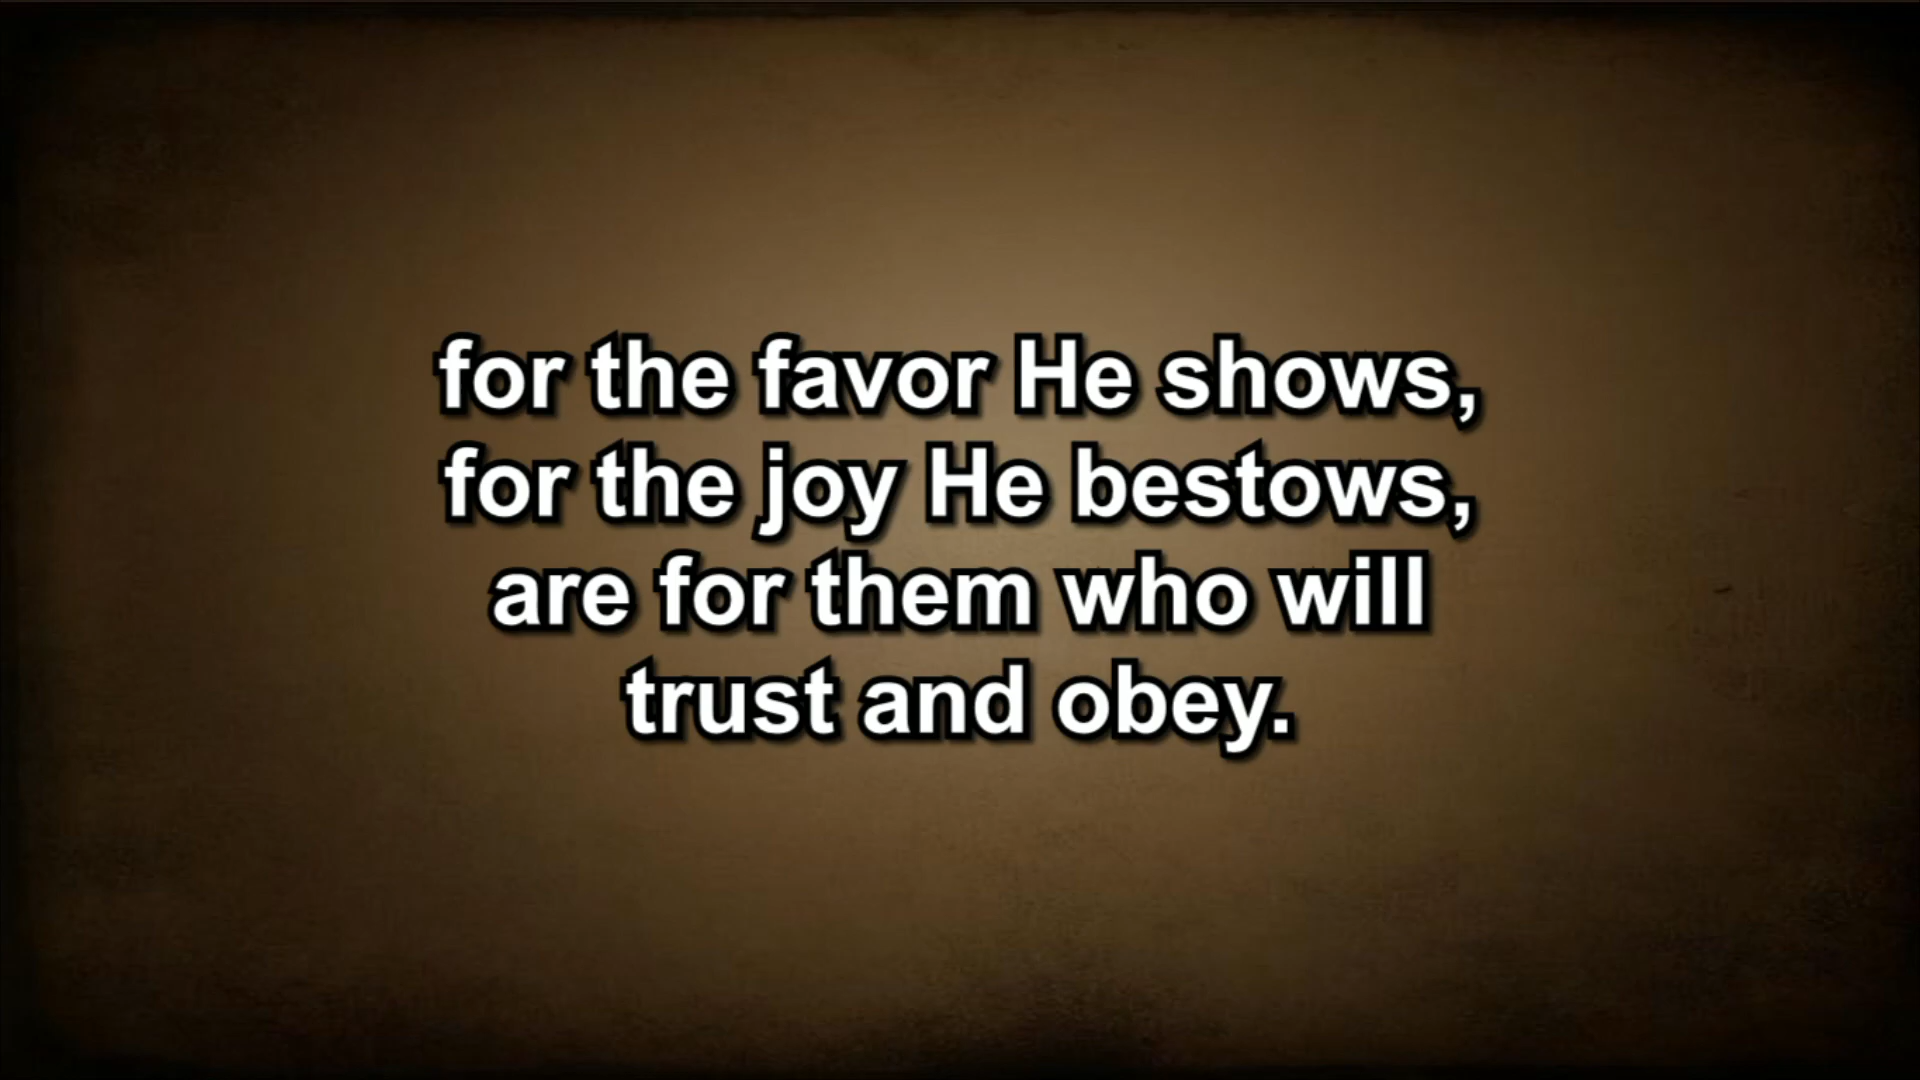 for the favor He shows,
for the joy He bestows,
are for them who will
trust and obey.